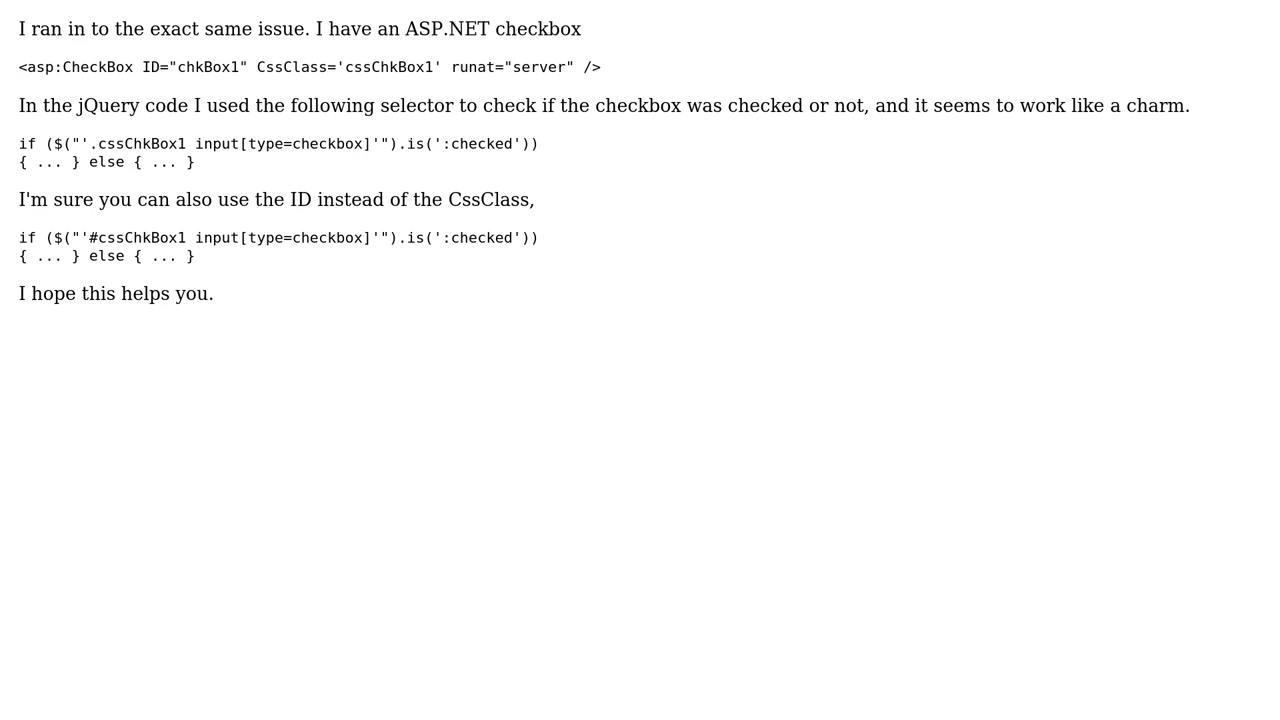 I ran in to the exact same issue. I have an ASP.NET checkbox
<asp:CheckBox ID="chkBox1" CssClass='cssChkBox1' runat="server" />
In the jQuery code I used the following selector to check if the checkbox was checked or not, and it seems to work like a charm.
if ($("'.cssChkBox1 input[type=checkbox]'").is(':checked'))
{ ... } else { ... }
I'm sure you can also use the ID instead of the CssClass,
if ($("'#cssChkBox1 input[type=checkbox]'").is(':checked'))
{ ... } else { ... }
I hope this helps you.